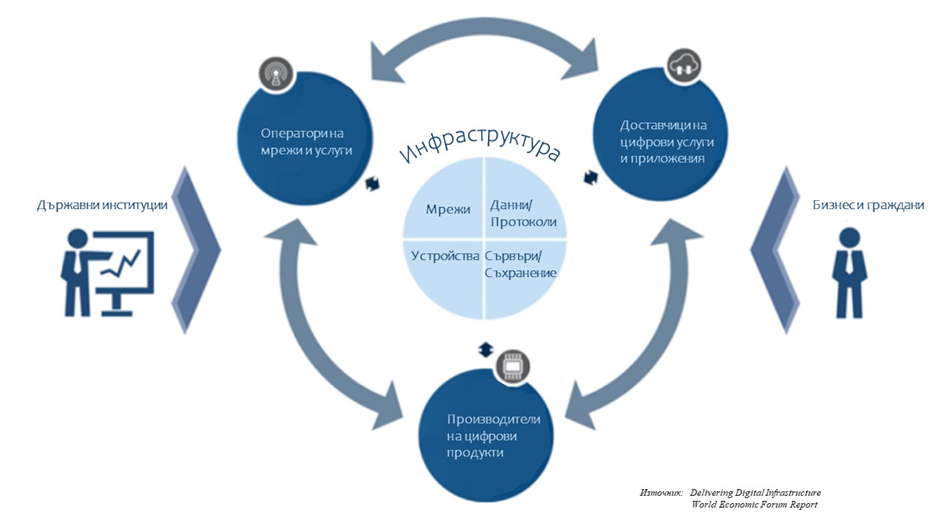 Инфраструктура
Оператори на
мрежи и услуги
Доставчици на
цифрови услуги
и приложения
Държавни институции
Мрежи
Данни/
Протоколи
Устройства
Сървъри/
Съхранение
Бизнес и граждани
Производители
на цифрови
продукти
Източник: Delivering Digital Infrastructure
World Economic Forum Report